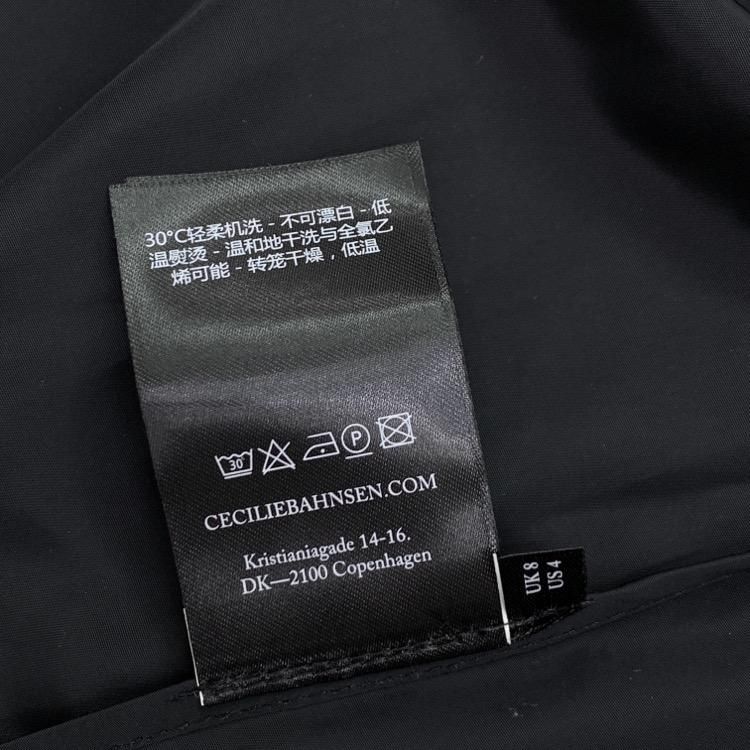 30°C轻柔机洗 - 不可漂白 - 低
温熨烫 - 温和地干洗与全氯乙
烯可能 - 转笼干燥，低温
30
P
CECILIEBAHNSEN.COM
Kristianiagade 14-16.
DK—2100 Copenhagen
UK 8
US 4